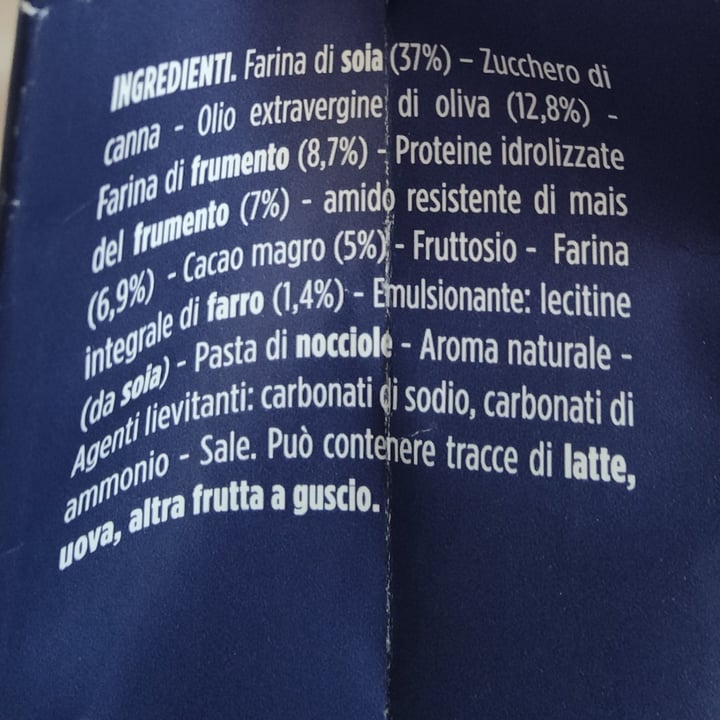 INGREDIENTI. Farina di soia (37%) – Zucchero di
canna - Olio extravergine di oliva (12,8%) -
Farina di frumento (8,7%) - Proteine idrolizzate
del frumento (7%) - amido resistente di mais
(6,9%) - Cacao magro (5%) - Fruttosio - Farina
integrale di farro (1,4%) - Emulsionante: lecitine
(da soia) - Pasta di nocciole - Aroma naturale -
Agenti lievitanti: carbonati di sodio, carbonati di
ammonio - Sale. Può contenere tracce di latte,
uova, altra frutta a guscio.